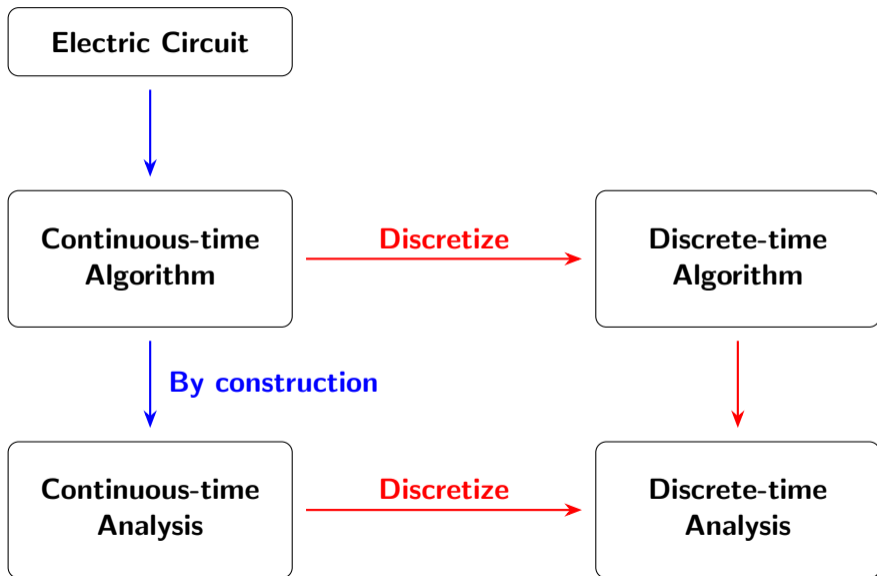 Electric Circuit
Continuous-time
Algorithm
Discretize
Discrete-time
Algorithm
By construction
Continuous-time
Analysis
Discretize
Discrete-time
Analysis